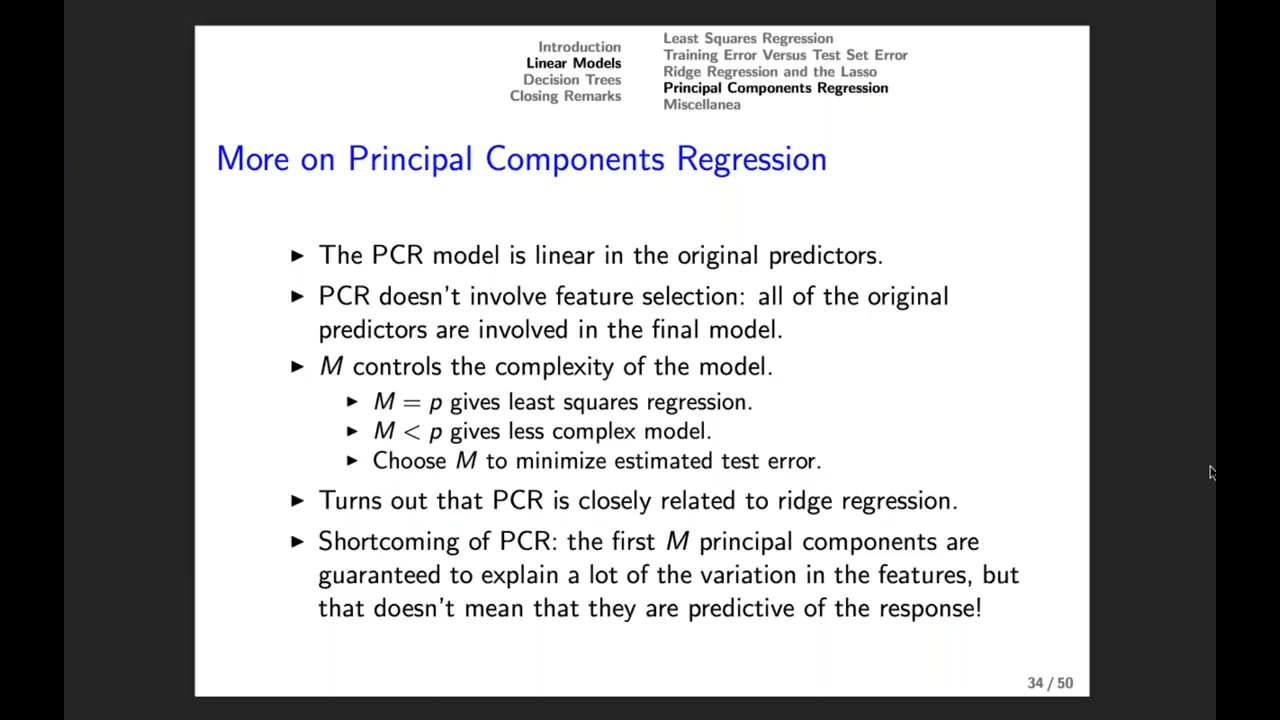 Introduction
Linear Models
Decision Trees
Closing Remarks
Least Squares Regression
Training Error Versus Test Set Error
Ridge Regression and the Lasso
Principal Components Regression
Miscellanea
More on Principal Components Regression
▶ The PCR model is linear in the original predictors.
▶ PCR doesn't involve feature selection: all of the original
predictors are involved in the final model.
▶ M controls the complexity of the model.
▶ M = p gives least squares regression.
▶ M < p gives less complex model.
▶ Choose M to minimize estimated test error.
▶ Turns out that PCR is closely related to ridge regression.
▶ Shortcoming of PCR: the first M principal components are
guaranteed to explain a lot of the variation in the features, but
that doesn't mean that they are predictive of the response!
34 / 50